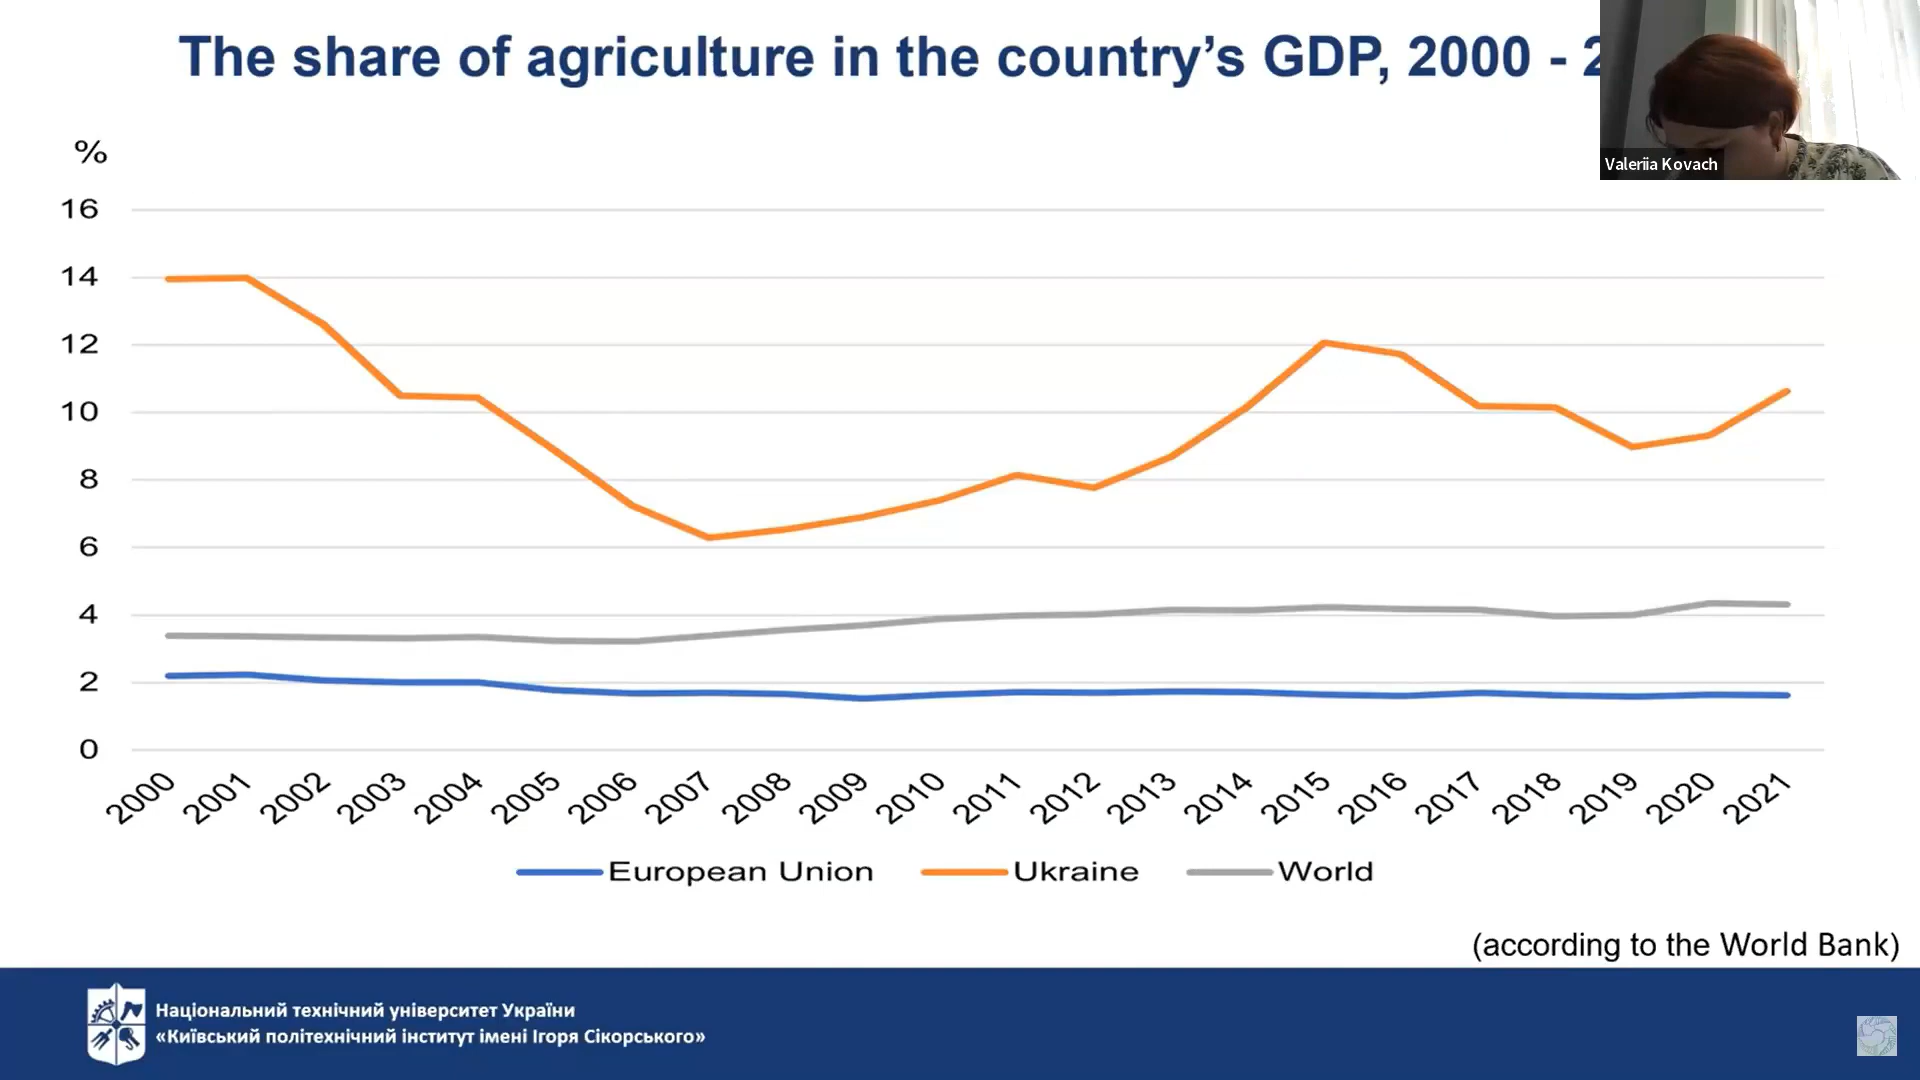 The share of agriculture in the country’s GDP, 2000 - 2
Valeriia Kovach
%
16
14
12
10
8
6
4
2
0
2000 2001 2002 2003 2004 2005 2006 2007 2008 2009 2010 2011 2012 2013 2014 2015 2016 2017 2018 2019 2020 2021
European Union Ukraine World
(according to the World Bank)
Національний технічний університет України
«Київський політехнічний інститут імені Ігоря Сікорського»